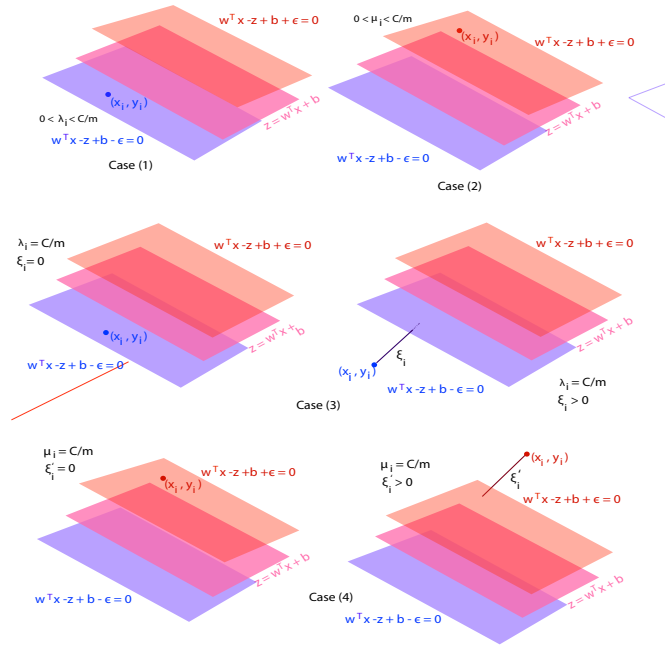 wᵀx - z + b + ϵ = 0
(xᵢ, yᵢ)
0 < λᵢ < C/m
z = wᵀx + b
wᵀx - z + b - ϵ = 0
Case (1)
0 < μᵢ < C/m
(xᵢ, yᵢ)
wᵀx - z + b + ϵ = 0
z = wᵀx + b
wᵀx - z + b - ϵ = 0
Case (2)
λᵢ = C/m
ξᵢ = 0
wᵀx - z + b + ϵ = 0
(xᵢ, yᵢ)
z = wᵀx + b
wᵀx - z + b - ϵ = 0
wᵀx - z + b + ϵ = 0
z = wᵀx + b
ξᵢ
(xᵢ, yᵢ)
wᵀx - z + b - ϵ = 0
λᵢ = C/m
ξᵢ > 0
Case (3)
μᵢ = C/m
ξᵢ′ = 0
wᵀx - z + b + ϵ = 0
(xᵢ, yᵢ)
z = wᵀx + b
wᵀx - z + b - ϵ = 0
μᵢ = C/m
ξᵢ′ > 0
(xᵢ, yᵢ)
ξᵢ′
wᵀx - z + b + ϵ = 0
z = wᵀx + b
wᵀx - z + b - ϵ = 0
Case (4)